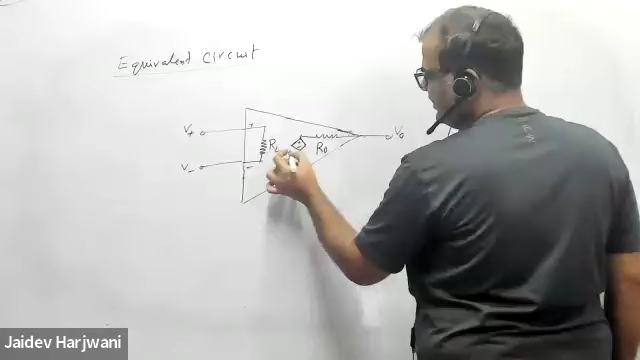 Equivalent Circuit
V+
+
Ri
V-
-
Ro
Vo
Jaidev Harjwani